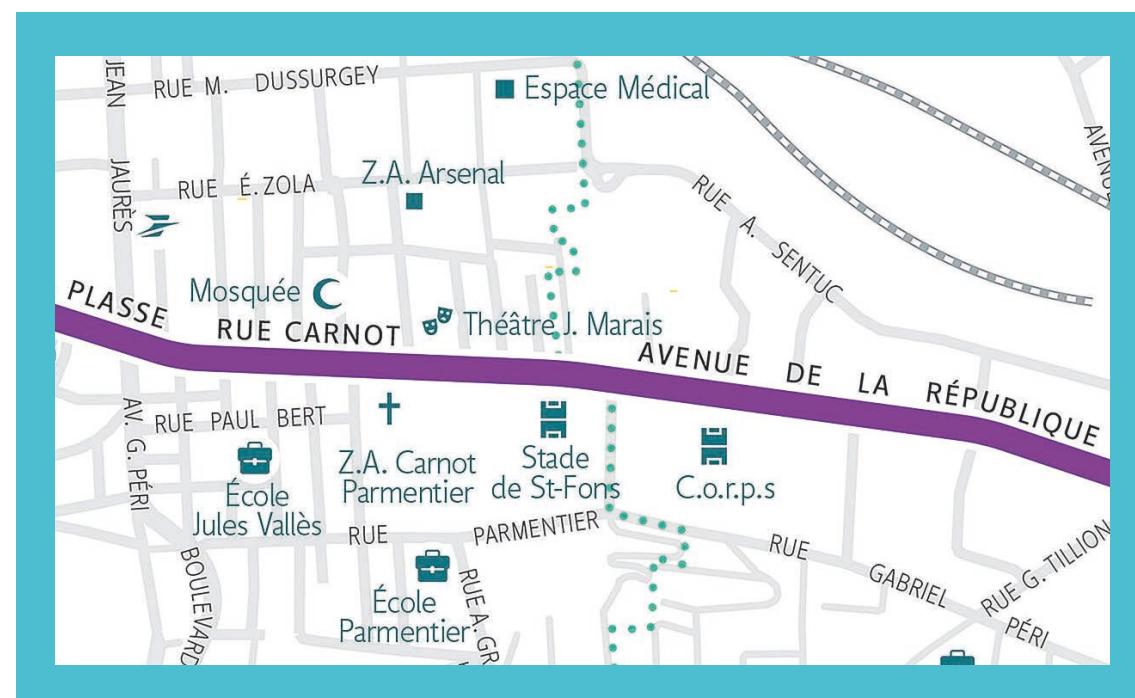 JEAN JAURÈS
RUE M. DUSSURGEY
Espace Médical
AVENUE
Z.A. Arsenal
RUE É. ZOLA
RUE A. SENTUC
Mosquée
PLASSE
RUE CARNOT
Théâtre J. Marais
AVENUE DE LA RÉPUBLIQUE
AV. G. PÉRI
RUE PAUL BERT
Z.A. Carnot
Parmentier
Stade
de St-Fons
C.o.r.p.s
École
Jules Vallès
RUE PARMENTIER
RUE GABRIEL PÉRI
RUE G. TILLION
BOULEVARD
École
Parmentier
RUE A. GR